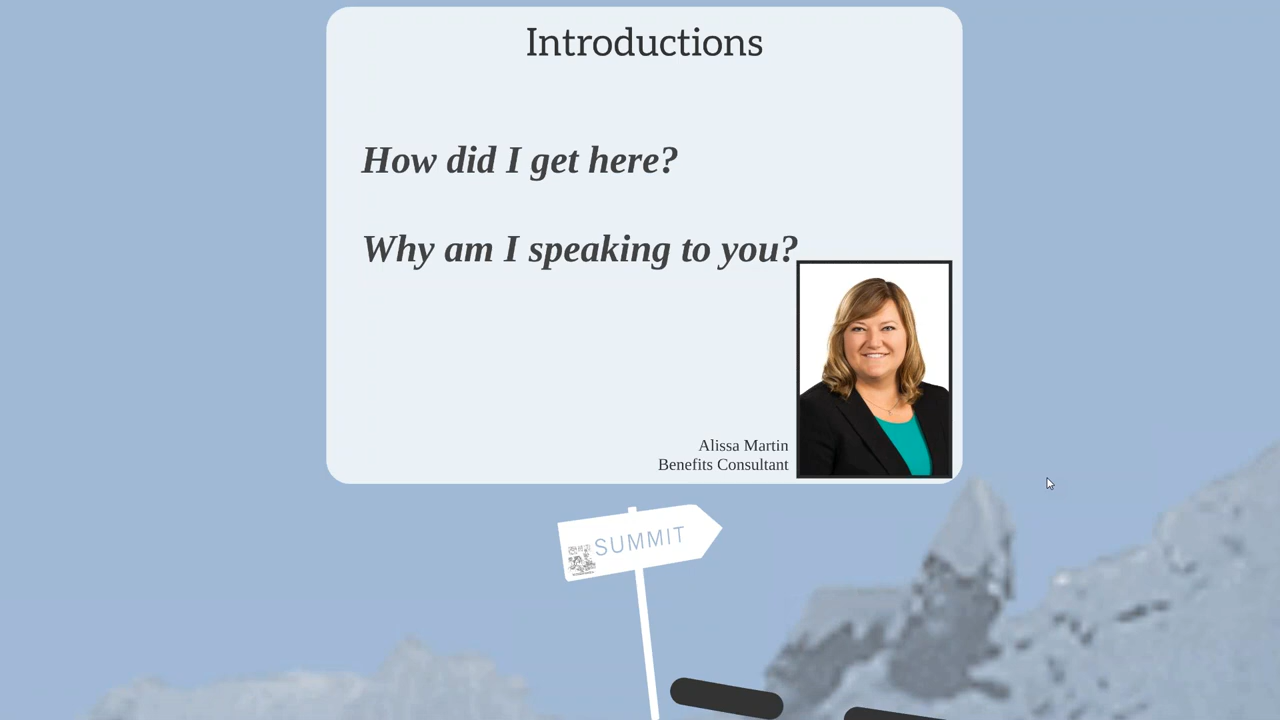 Introductions
How did I get here?
Why am I speaking to you?
Alissa Martin
Benefits Consultant
SUMMIT